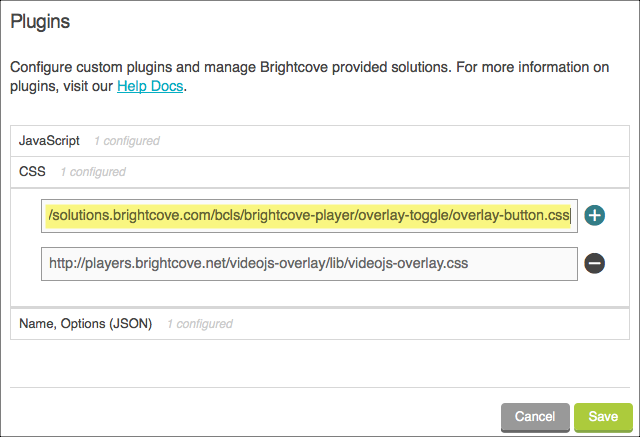 Plugins
Configure custom plugins and manage Brightcove provided solutions. For more information on
plugins, visit our Help Docs.
JavaScript 1 configured
CSS 1 configured
/solutions.brightcove.com/bcls/brightcove-player/overlay-toggle/overlay-button.css
http://players.brightcove.net/videojs-overlay/lib/videojs-overlay.css
Name, Options (JSON) 1 configured
Cancel Save